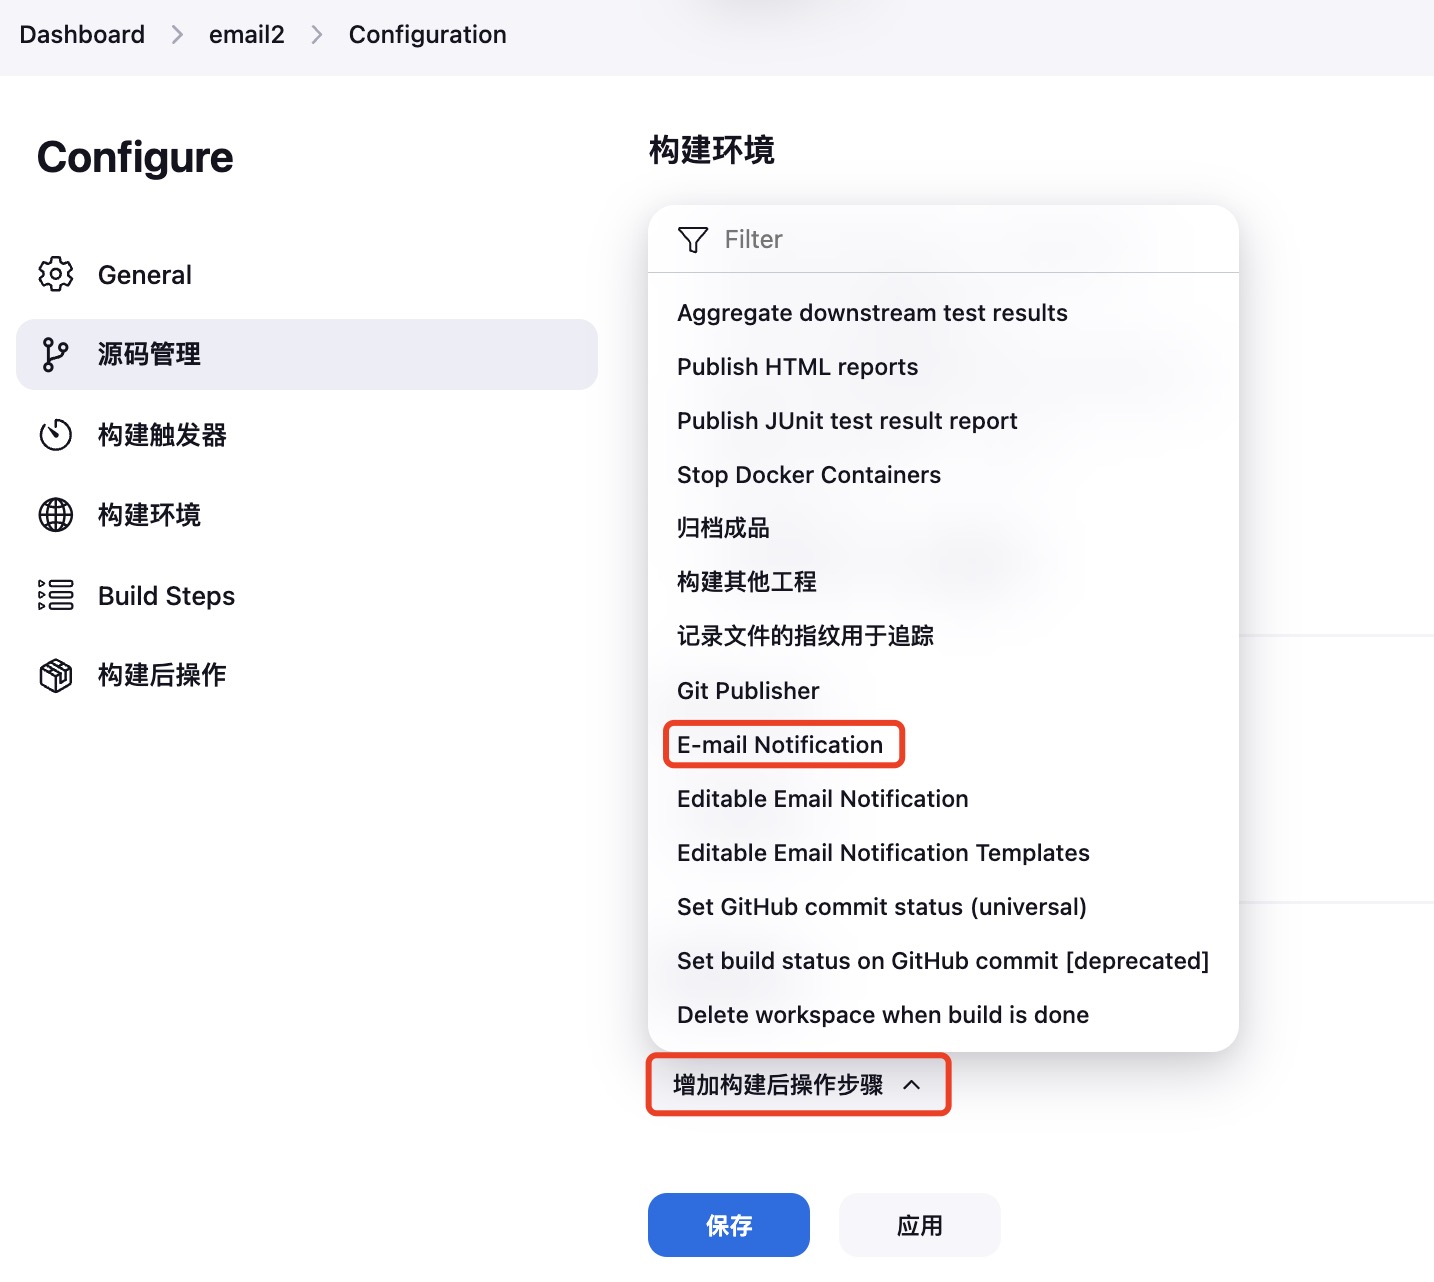 Dashboard > email2 > Configuration
Configure
General
源码管理
构建触发器
构建环境
Build Steps
构建后操作
构建环境
Filter
Aggregate downstream test results
Publish HTML reports
Publish JUnit test result report
Stop Docker Containers
归档成品
构建其他工程
记录文件的指纹用于追踪
Git Publisher
E-mail Notification
Editable Email Notification
Editable Email Notification Templates
Set GitHub commit status (universal)
Set build status on GitHub commit [deprecated]
Delete workspace when build is done
增加构建后操作步骤
保存
应用